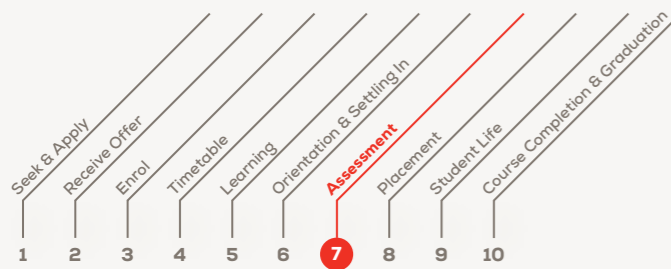 Seek & Apply
Receive Offer
Enrol
Timetable
Learning
Orientation & Settling In
Assessment
Placement
Student Life
Course Completion & Graduation
1 2 3 4 5 6 7 8 9 10